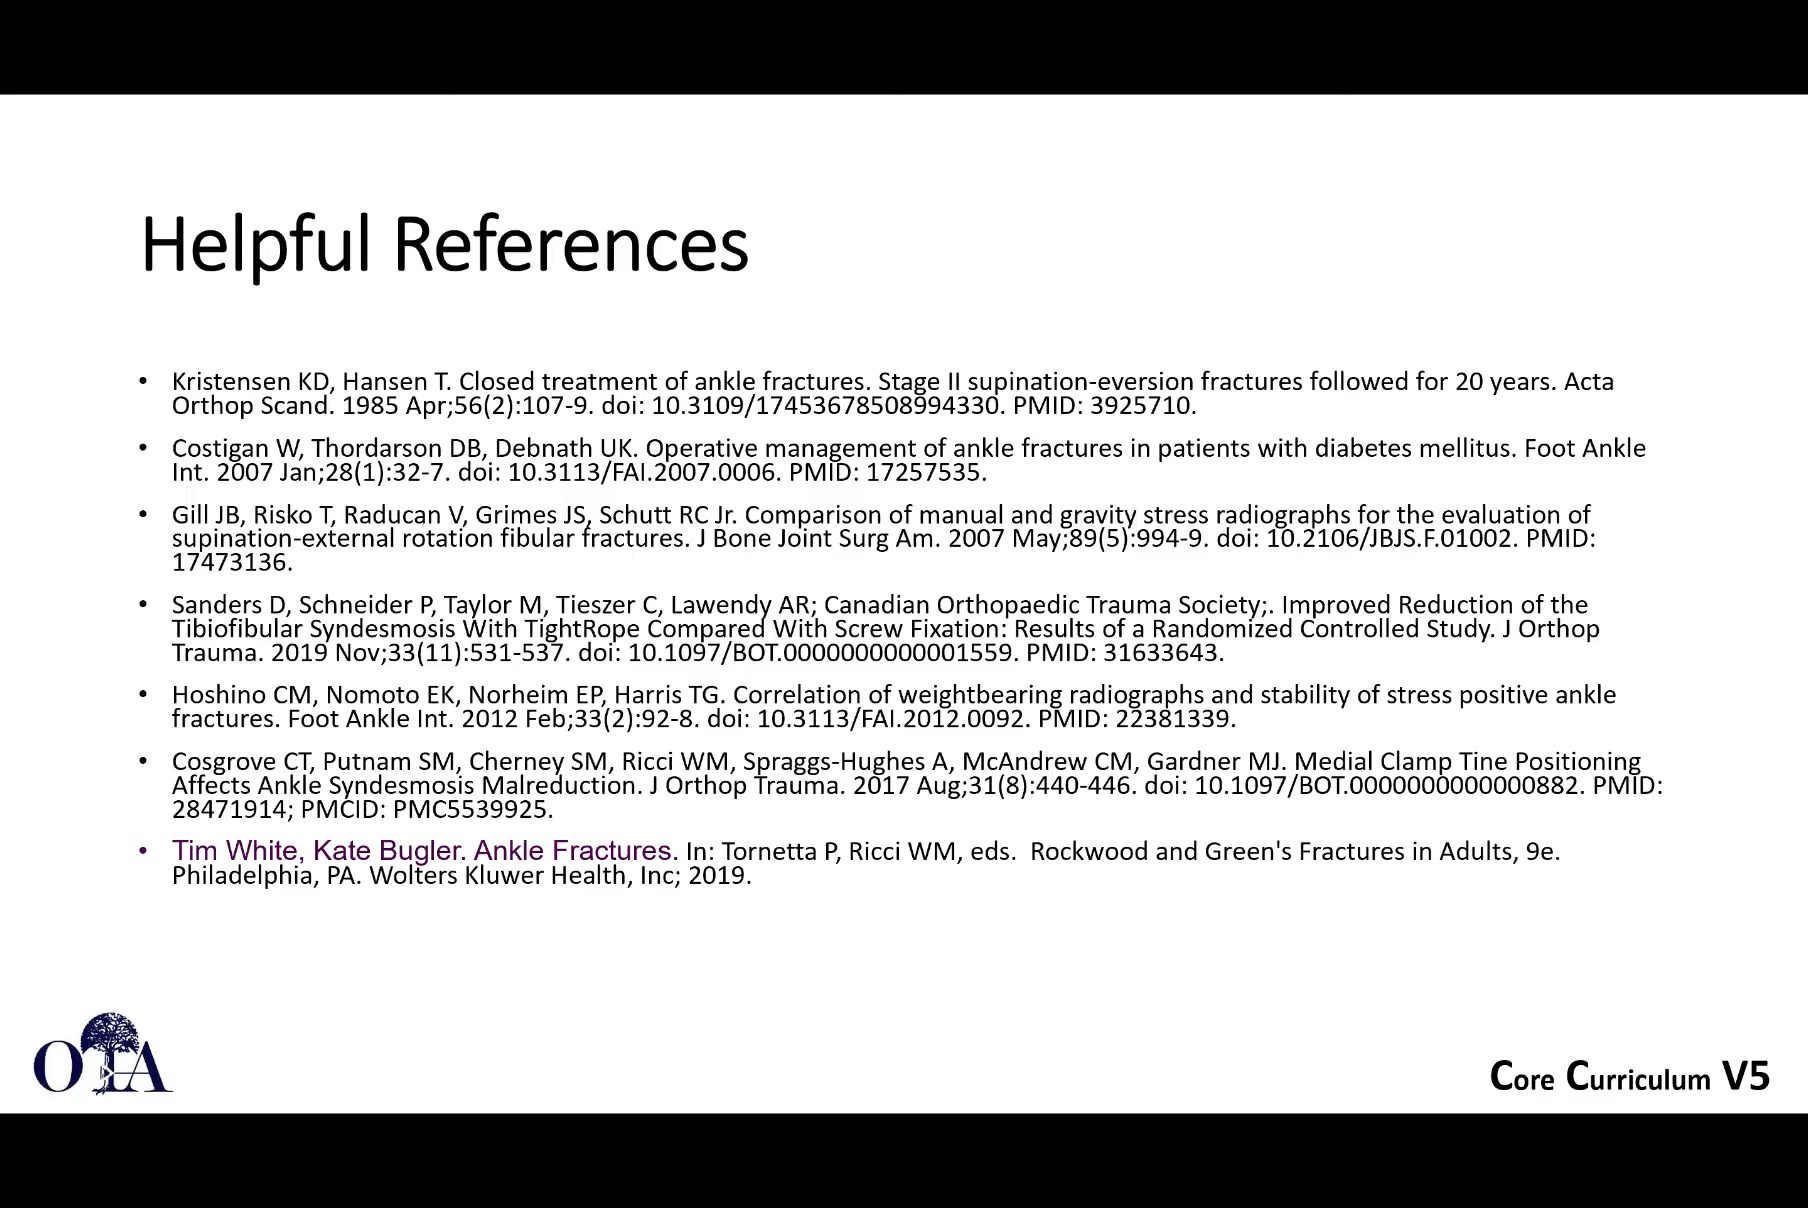 Helpful References
• Kristensen KD, Hansen T. Closed treatment of ankle fractures. Stage II supination-eversion fractures followed for 20 years. Acta
Orthop Scand. 1985 Apr;56(2):107-9. doi: 10.3109/17453678508994330. PMID: 3925710.
• Costigan W, Thordarson DB, Debnath UK. Operative management of ankle fractures in patients with diabetes mellitus. Foot Ankle
Int. 2007 Jan;28(1):32-7. doi: 10.3113/FAI.2007.0006. PMID: 17257535.
• Gill JB, Risko T, Raducan V, Grimes JS, Schutt RC Jr. Comparison of manual and gravity stress radiographs for the evaluation of
supination-external rotation fibular fractures. J Bone Joint Surg Am. 2007 May;89(5):994-9. doi: 10.2106/JBJS.F.01002. PMID:
17473136.
• Sanders D, Schneider P, Taylor M, Tieszer C, Lawendy AR; Canadian Orthopaedic Trauma Society;. Improved Reduction of the
Tibiofibular Syndesmosis With TightRope Compared With Screw Fixation: Results of a Randomized Controlled Study. J Orthop
Trauma. 2019 Nov;33(11):531-537. doi: 10.1097/BOT.0000000000001559. PMID: 31633643.
• Hoshino CM, Nomoto EK, Norheim EP, Harris TG. Correlation of weightbearing radiographs and stability of stress positive ankle
fractures. Foot Ankle Int. 2012 Feb;33(2):92-8. doi: 10.3113/FAI.2012.0092. PMID: 22381339.
• Cosgrove CT, Putnam SM, Cherney SM, Ricci WM, Spraggs-Hughes A, McAndrew CM, Gardner MJ. Medial Clamp Tine Positioning
Affects Ankle Syndesmosis Malreduction. J Orthop Trauma. 2017 Aug;31(8):440-446. doi: 10.1097/BOT.0000000000000882. PMID:
28471914; PMCID: PMC5539925.
• Tim White, Kate Bugler. Ankle Fractures. In: Tornetta P, Ricci WM, eds. Rockwood and Green's Fractures in Adults, 9e.
Philadelphia, PA. Wolters Kluwer Health, Inc; 2019.
OTA
Core Curriculum V5